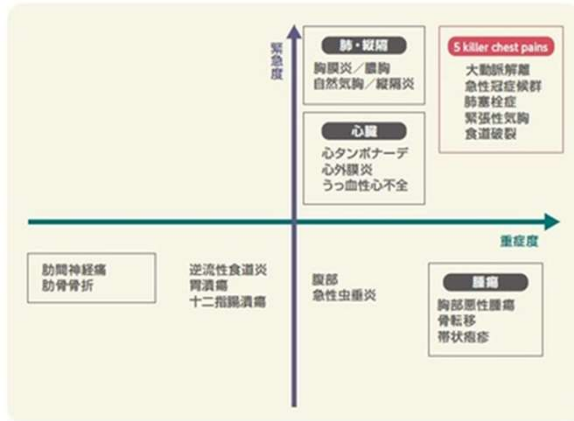 緊急度
肺・縦隔
胸膜炎／膿胸
自然気胸／縦隔炎
心臓
心タンポナーデ
心外膜炎
うっ血性心不全
5 killer chest pains
大動脈解離
急性冠症候群
肺塞栓症
緊張性気胸
食道破裂
重症度
肋間神経痛
肋骨骨折
逆流性食道炎
胃潰瘍
十二指腸潰瘍
腹部
急性虫垂炎
腫瘍
胸部悪性腫瘍
骨転移
帯状疱疹